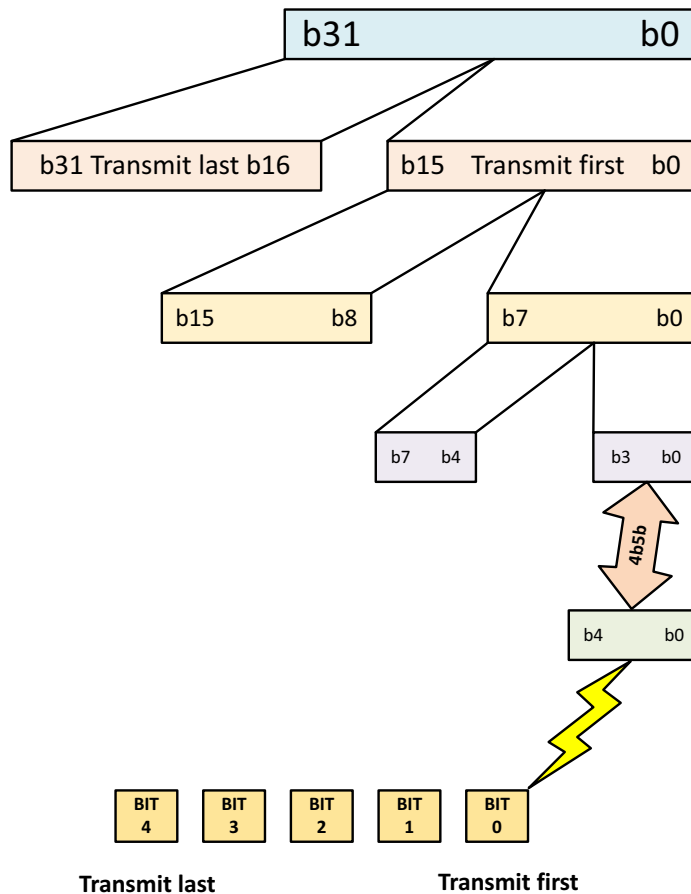 b31 b0
b31 Transmit last b16
b15 Transmit first b0
b15 b8
b7 b0
b7 b4
b3 b0
4b5b
b4 b0
BIT
4
BIT
3
BIT
2
BIT
1
BIT
0
Transmit last
Transmit first